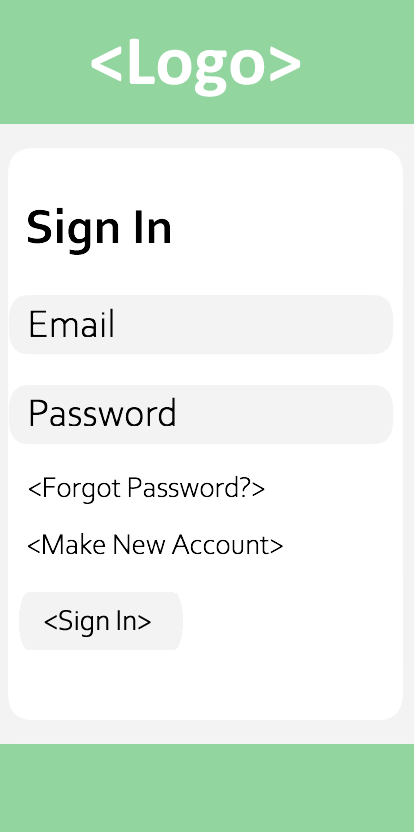 <Logo>
Sign In
Email
Password
<Forgot Password?>
<Make New Account>
<Sign In>